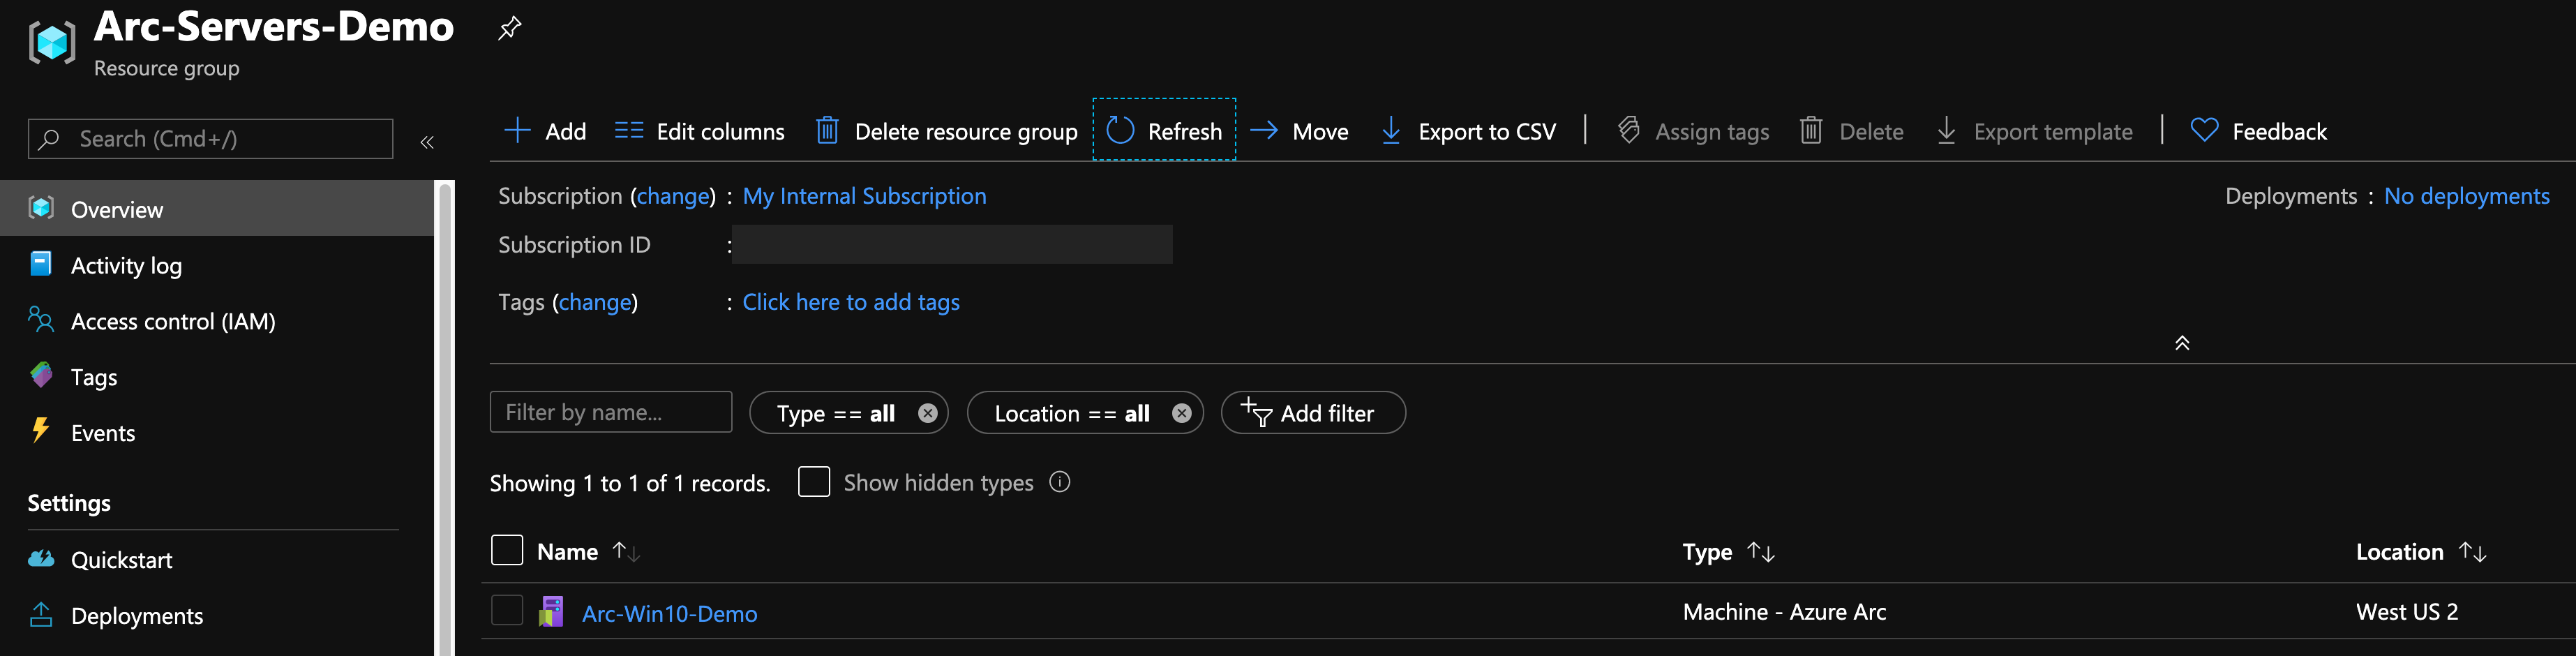 Arc-Servers-Demo
Resource group
Search (Cmd+/)
Overview
Activity log
Access control (IAM)
Tags
Events
Settings
Quickstart
Deployments
Add Edit columns Delete resource group Refresh Move Export to CSV Assign tags Delete Export template Feedback
Subscription (change) : My Internal Subscription
Deployments : No deployments
Subscription ID :
Tags (change) : Click here to add tags
Filter by name... Type == all Location == all Add filter
Showing 1 to 1 of 1 records. Show hidden types
Name Type Location
Arc-Win10-Demo Machine - Azure Arc West US 2